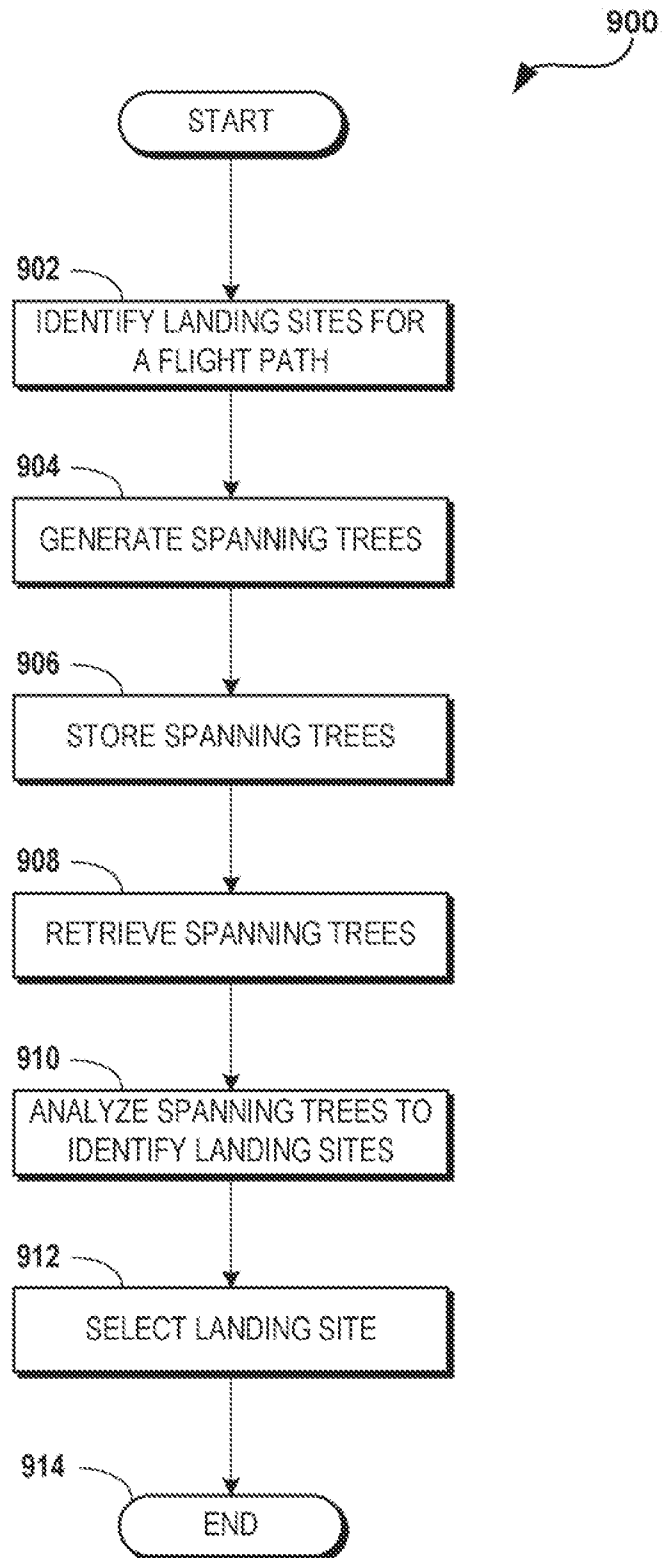 900
START
902
IDENTIFY LANDING SITES FOR
A FLIGHT PATH
904
GENERATE SPANNING TREES
906
STORE SPANNING TREES
908
RETRIEVE SPANNING TREES
910
ANALYZE SPANNING TREES TO
IDENTIFY LANDING SITES
912
SELECT LANDING SITE
914
END